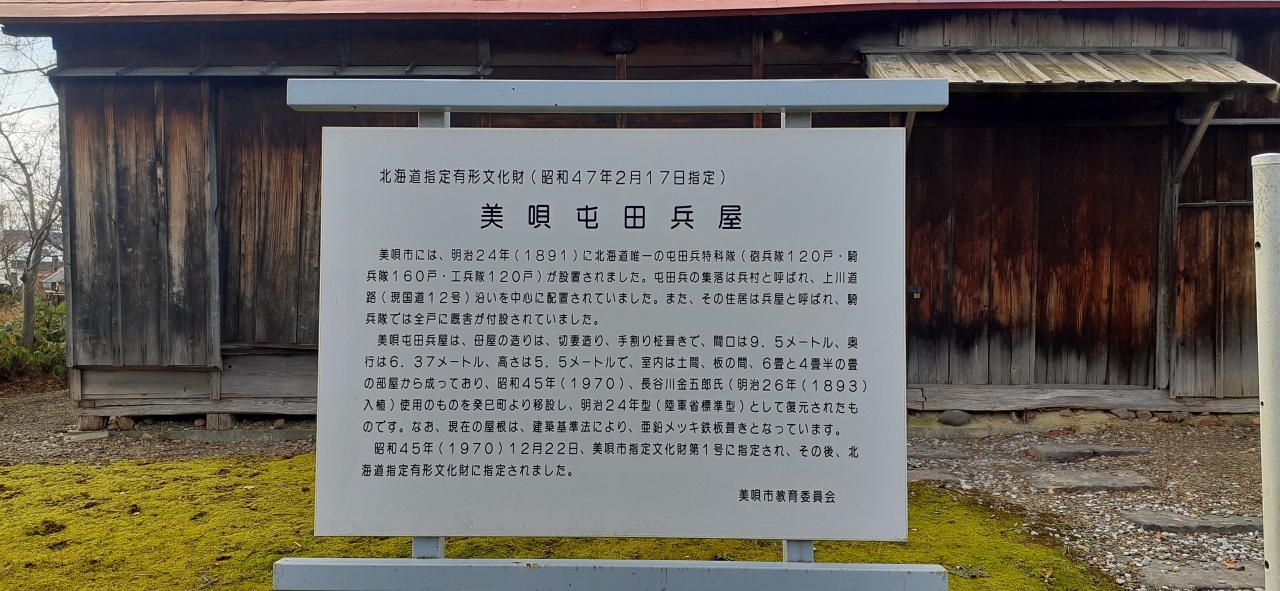 北海道指定有形文化財(昭和47年2月17日指定)
美唄屯田兵屋
美唄市には、明治24年(1891)に北海道唯一の屯田兵特科隊(砲兵隊120戸・騎
兵隊160戸・工兵隊120戸)が設置されました。屯田兵の集落は兵村と呼ばれ、上川道
路(現国道12号)沿いを中心に配置されていました。また、その住居は兵屋と呼ばれ、騎
兵隊では全戸に厩舎が付設されていました。
美唄屯田兵屋は、母屋の造りは、切妻造り、手割り柾葺きで、間口は9.5メートル、奥
行は6.37メートル、高さは5.5メートルで、室内は土間、板の間、6畳と4畳半の畳
の部屋から成っており、昭和45年(1970)、長谷川金五郎氏(明治26年(1893)
入植)使用のものを癸巳町より移設し、明治24年型(陸軍省標準型)として復元されたも
のです。なお、現在の屋根は、建築基準法により、亜鉛メッキ鉄板葺きとなっています。
昭和45年(1970)12月22日、美唄市指定文化財第1号に指定され、その後、北
海道指定有形文化財に指定されました。
美唄市教育委員会